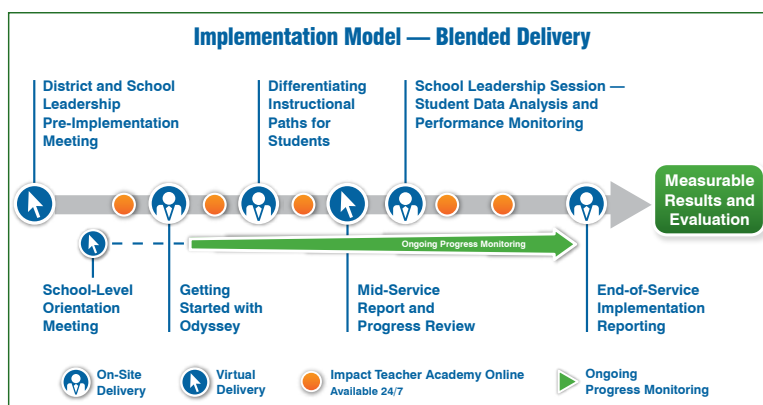 Implementation Model — Blended Delivery
District and School
Leadership
Pre-Implementation
Meeting
Differentiating
Instructional
Paths for
Students
School Leadership Session —
Student Data Analysis and
Performance Monitoring
Measurable
Results and
Evaluation
Ongoing Progress Monitoring
School-Level
Orientation
Meeting
Getting
Started with
Odyssey
Mid-Service
Report and
Progress Review
End-of-Service
Implementation
Reporting
On-Site
Delivery
Virtual
Delivery
Impact Teacher Academy Online
Available 24/7
Ongoing
Progress Monitoring